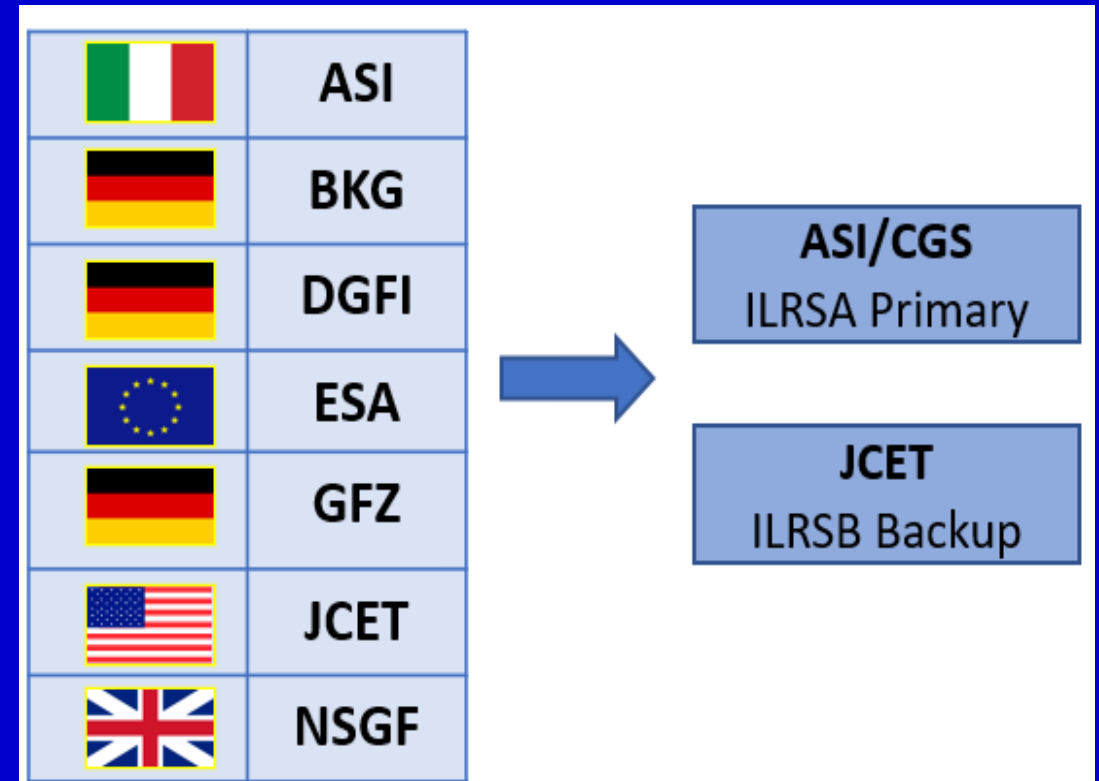 ASI
BKG
DGFI
ESA
GFZ
JCET
NSGF
ASI/CGS
ILRSA Primary
JCET
ILRSB Backup